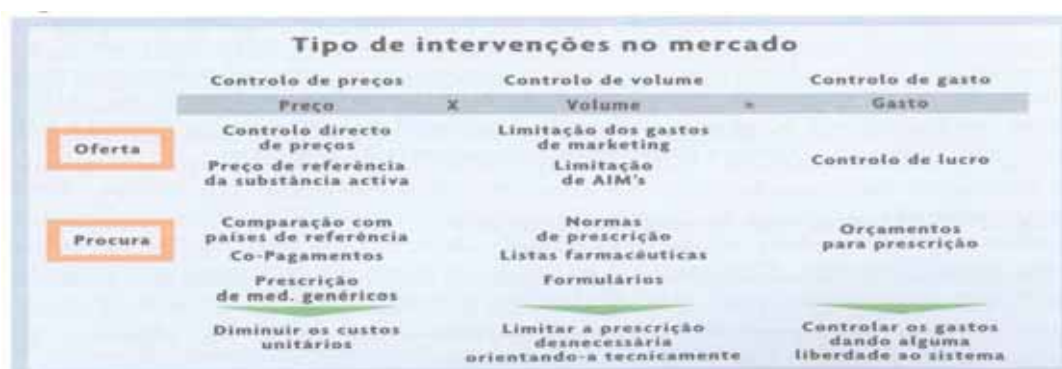 Tipo de intervenções no mercado
Controlo de preços Controlo de volume Controlo de gasto
Preço X Volume = Gasto
Oferta
Controlo directo
de preços
Preço de referência
da substância activa
Limitação dos gastos
de marketing
Limitação
de AIM's
Controlo de lucro
Procura
Comparação com
países de referência
Co-Pagamentos
Prescrição
de med. genéricos
Normas
de prescrição
Listas farmacêuticas
Formulários
Orçamentos
para prescrição
Diminuir os custos
unitários
Limitar a prescrição
desnecessária
orientando-a tecnicamente
Controlar os gastos
dando alguma
liberdade ao sistema